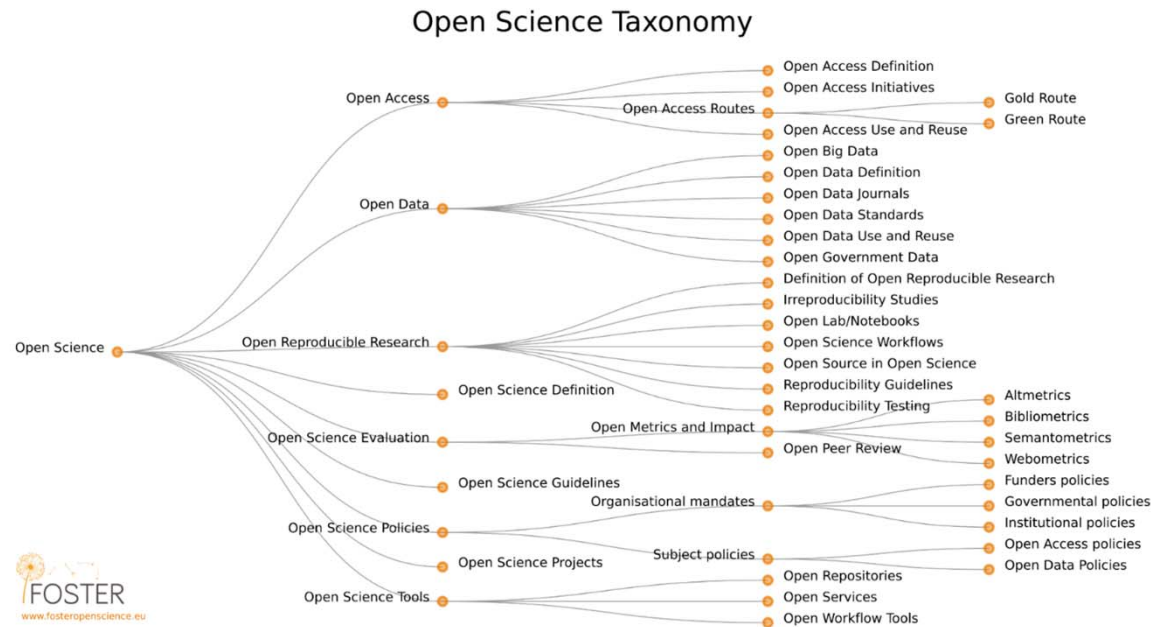 Open Science Taxonomy
Open Science
Open Access
Open Access Definition
Open Access Initiatives
Open Access Routes
Gold Route
Green Route
Open Access Use and Reuse
Open Data
Open Big Data
Open Data Definition
Open Data Journals
Open Data Standards
Open Data Use and Reuse
Open Government Data
Open Reproducible Research
Definition of Open Reproducible Research
Irreproducibility Studies
Open Lab/Notebooks
Open Science Workflows
Open Source in Open Science
Reproducibility Guidelines
Reproducibility Testing
Open Science Definition
Open Science Evaluation
Open Metrics and Impact
Altmetrics
Bibliometrics
Semantometrics
Webometrics
Open Peer Review
Open Science Guidelines
Open Science Policies
Organisational mandates
Funders policies
Governmental policies
Institutional policies
Subject policies
Open Access policies
Open Data Policies
Open Science Projects
Open Science Tools
Open Repositories
Open Services
Open Workflow Tools
FOSTER
www.fosteropenscience.eu